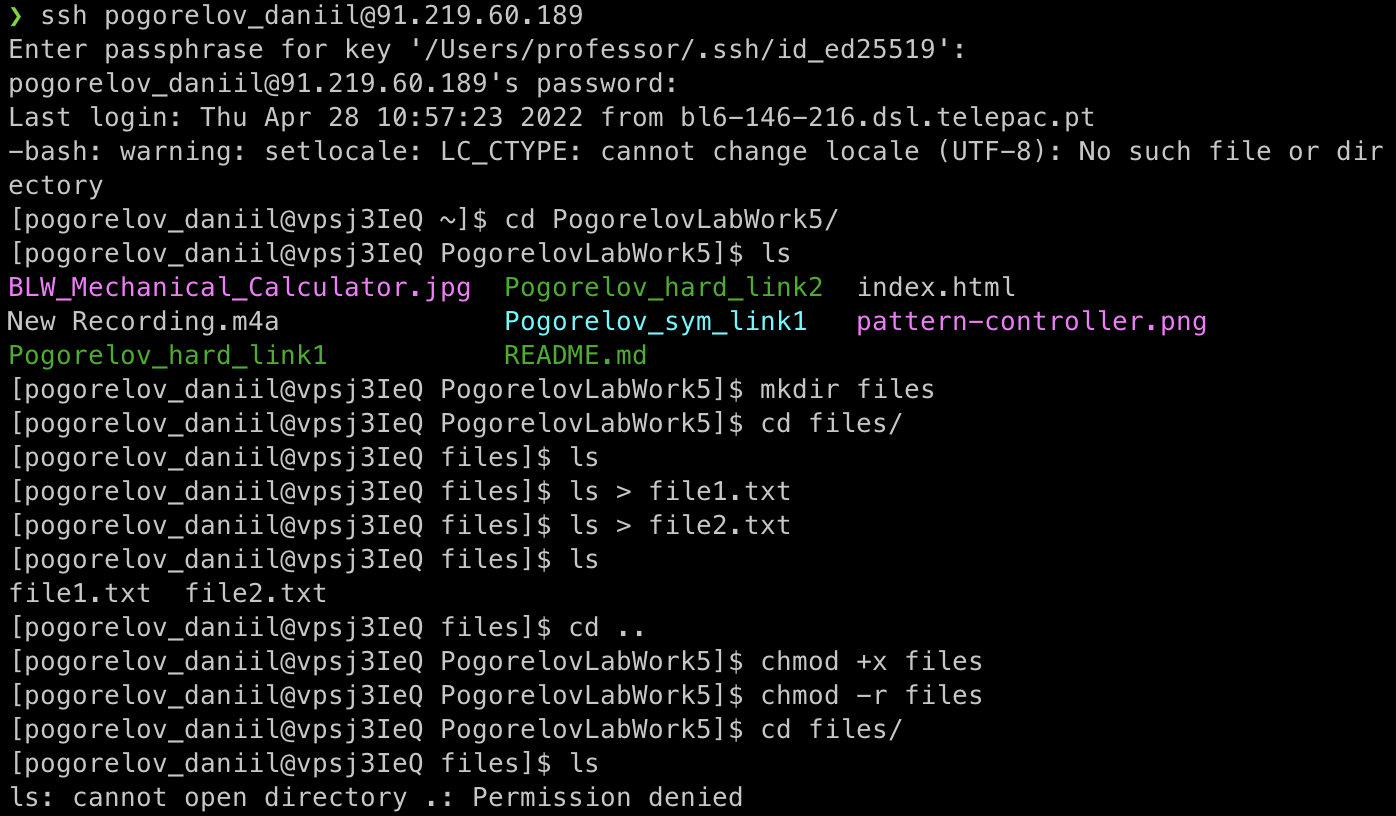 ❯ ssh pogorelov_daniil@91.219.60.189
Enter passphrase for key '/Users/professor/.ssh/id_ed25519':
pogorelov_daniil@91.219.60.189's password:
Last login: Thu Apr 28 10:57:23 2022 from bl6-146-216.dsl.telepac.pt
-bash: warning: setlocale: LC_CTYPE: cannot change locale (UTF-8): No such file or dir
ectory
[pogorelov_daniil@vpsj3IeQ ~]$ cd PogorelovLabWork5/
[pogorelov_daniil@vpsj3IeQ PogorelovLabWork5]$ ls
BLW_Mechanical_Calculator.jpg  Pogorelov_hard_link2  index.html
New Recording.m4a              Pogorelov_sym_link1   pattern-controller.png
Pogorelov_hard_link1           README.md
[pogorelov_daniil@vpsj3IeQ PogorelovLabWork5]$ mkdir files
[pogorelov_daniil@vpsj3IeQ PogorelovLabWork5]$ cd files/
[pogorelov_daniil@vpsj3IeQ files]$ ls
[pogorelov_daniil@vpsj3IeQ files]$ ls > file1.txt
[pogorelov_daniil@vpsj3IeQ files]$ ls > file2.txt
[pogorelov_daniil@vpsj3IeQ files]$ ls
file1.txt  file2.txt
[pogorelov_daniil@vpsj3IeQ files]$ cd ..
[pogorelov_daniil@vpsj3IeQ PogorelovLabWork5]$ chmod +x files
[pogorelov_daniil@vpsj3IeQ PogorelovLabWork5]$ chmod -r files
[pogorelov_daniil@vpsj3IeQ PogorelovLabWork5]$ cd files/
[pogorelov_daniil@vpsj3IeQ files]$ ls
ls: cannot open directory .: Permission denied